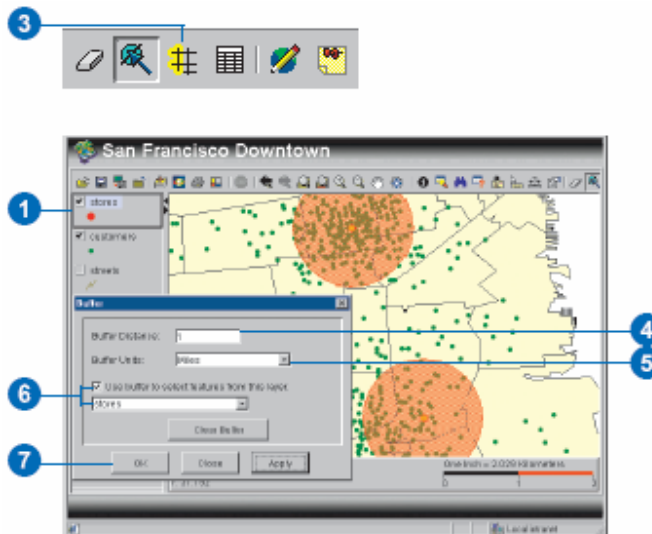 3
San Francisco Downtown
1
stores
customers
streets
Buffer
Buffer Distance:
1
4
Buffer Units:
Miles
5
6
Use buffer to select features from this layer.
stores
Clear Buffer
7
OK
Close
Apply
One Inch = 2.029 Kilometers
0
1
Local intranet